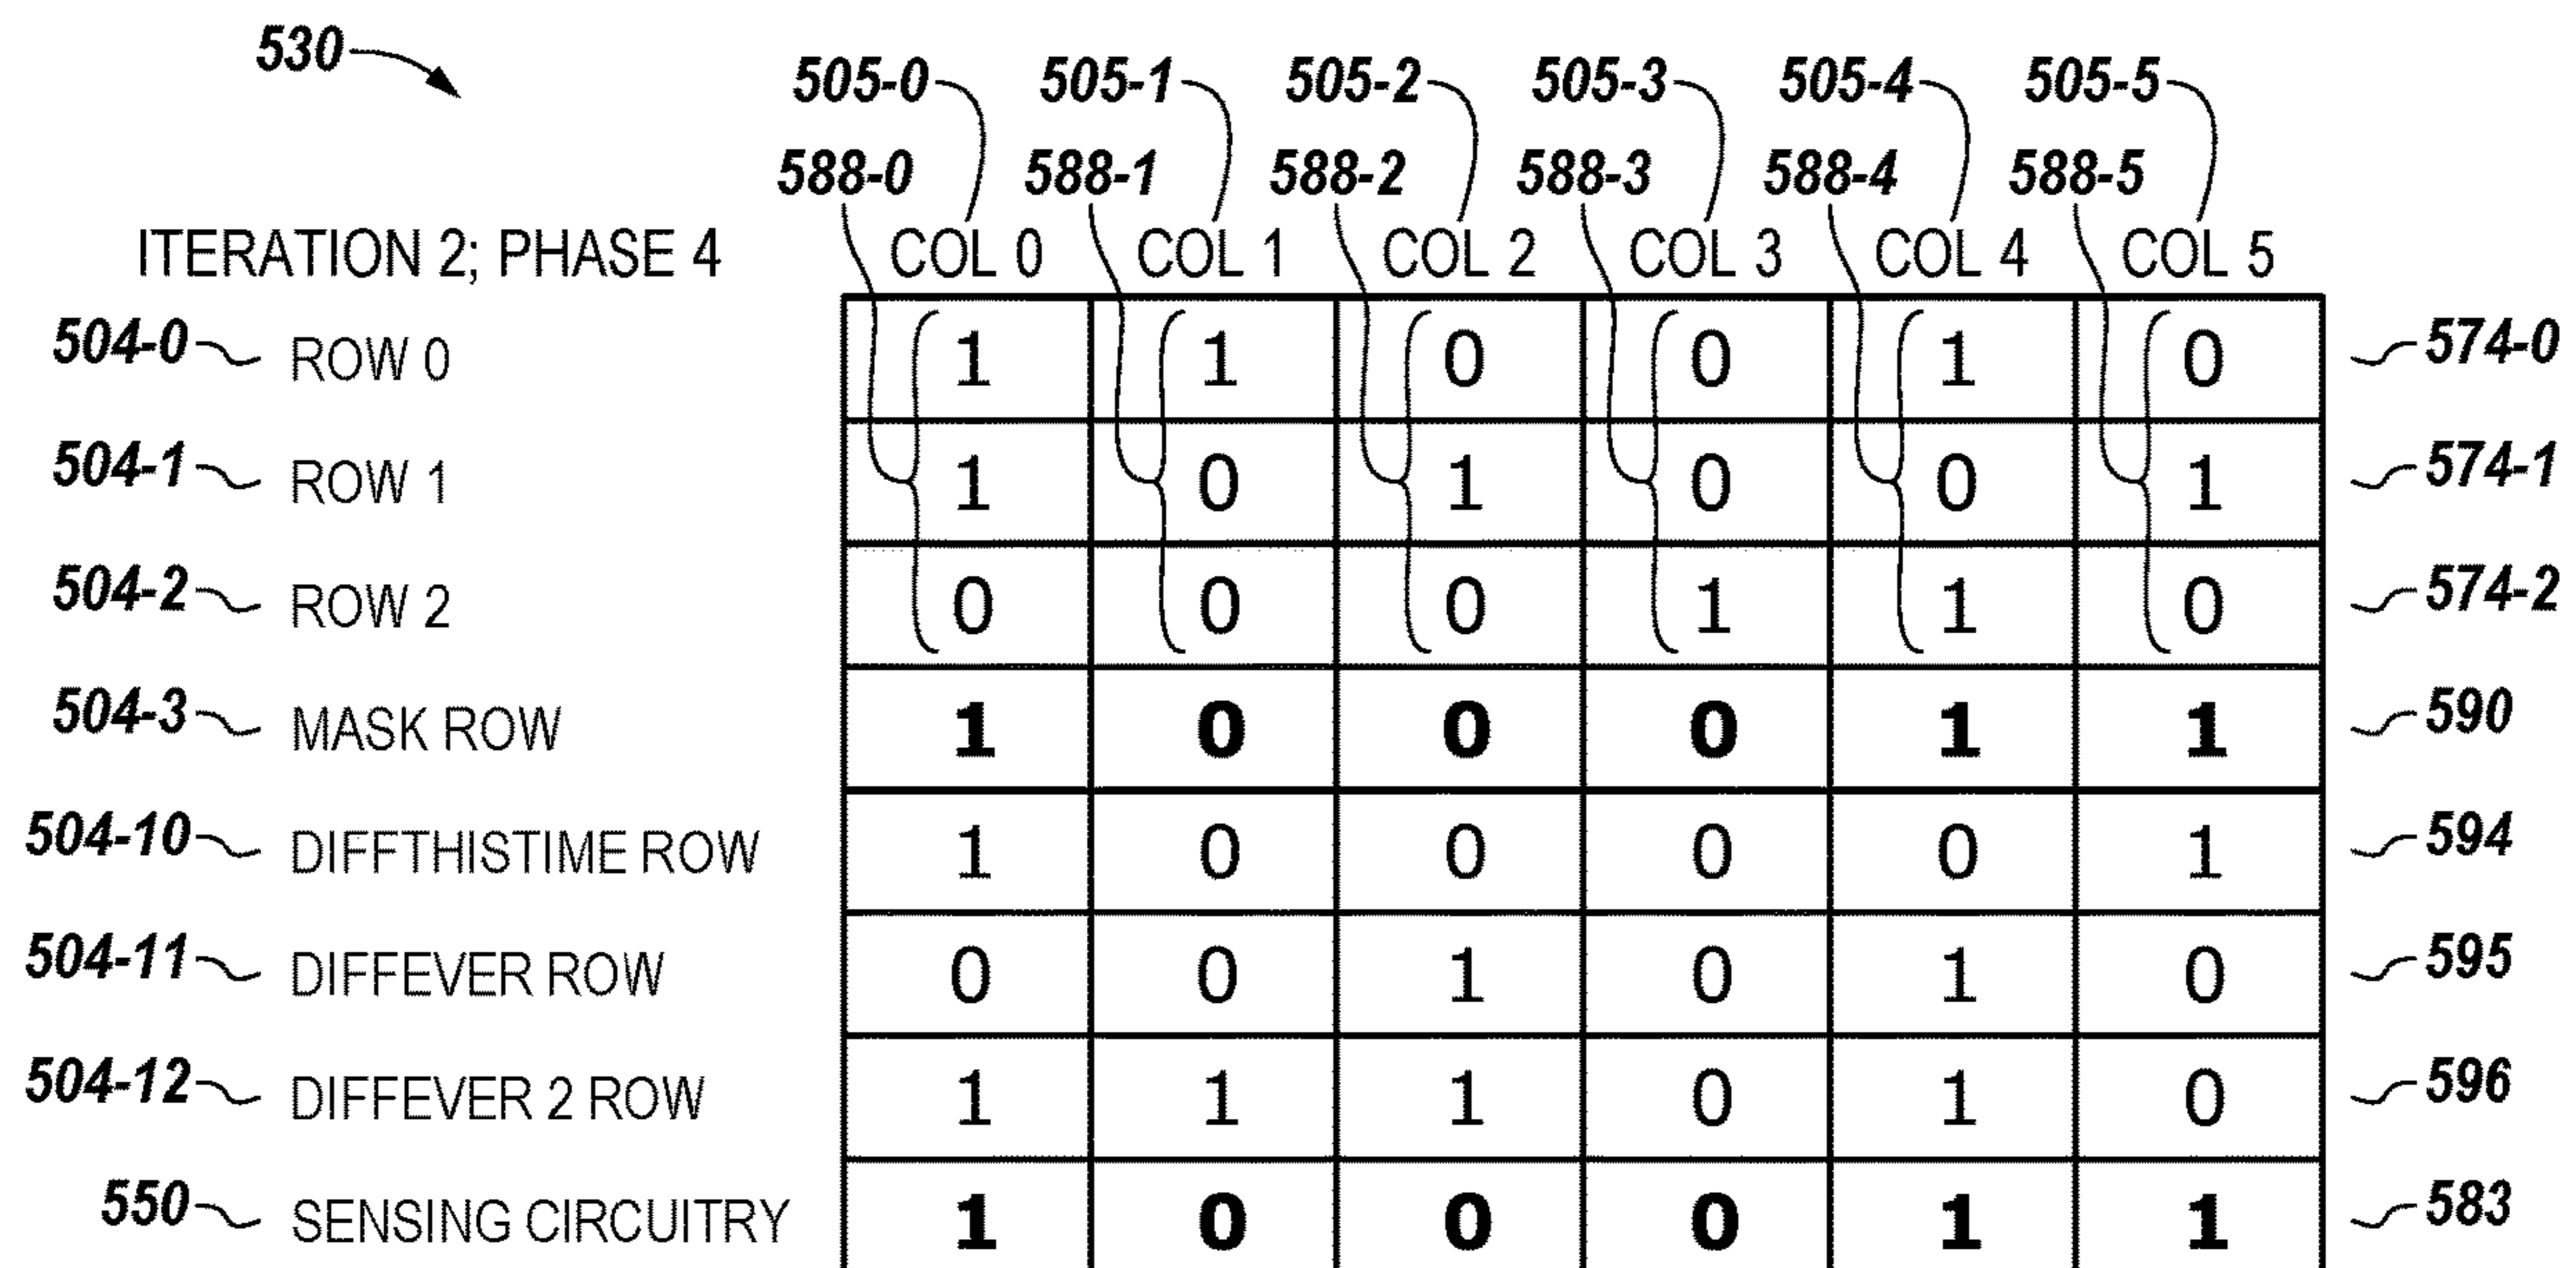 530
505-0 505-1 505-2 505-3 505-4 505-5
588-0 588-1 588-2 588-3 588-4 588-5
ITERATION 2; PHASE 4 COL 0 COL 1 COL 2 COL 3 COL 4 COL 5
504-0 ROW 0 1 1 0 0 1 0 574-0
504-1 ROW 1 1 0 1 0 0 1 574-1
504-2 ROW 2 0 0 0 1 1 0 574-2
504-3 MASK ROW 1 0 0 0 1 1 590
504-10 DIFFTHISTIME ROW 1 0 0 0 0 1 594
504-11 DIFFEVER ROW 0 0 1 0 1 0 595
504-12 DIFFEVER 2 ROW 1 1 1 0 1 0 596
550 SENSING CIRCUITRY 1 0 0 0 1 1 583